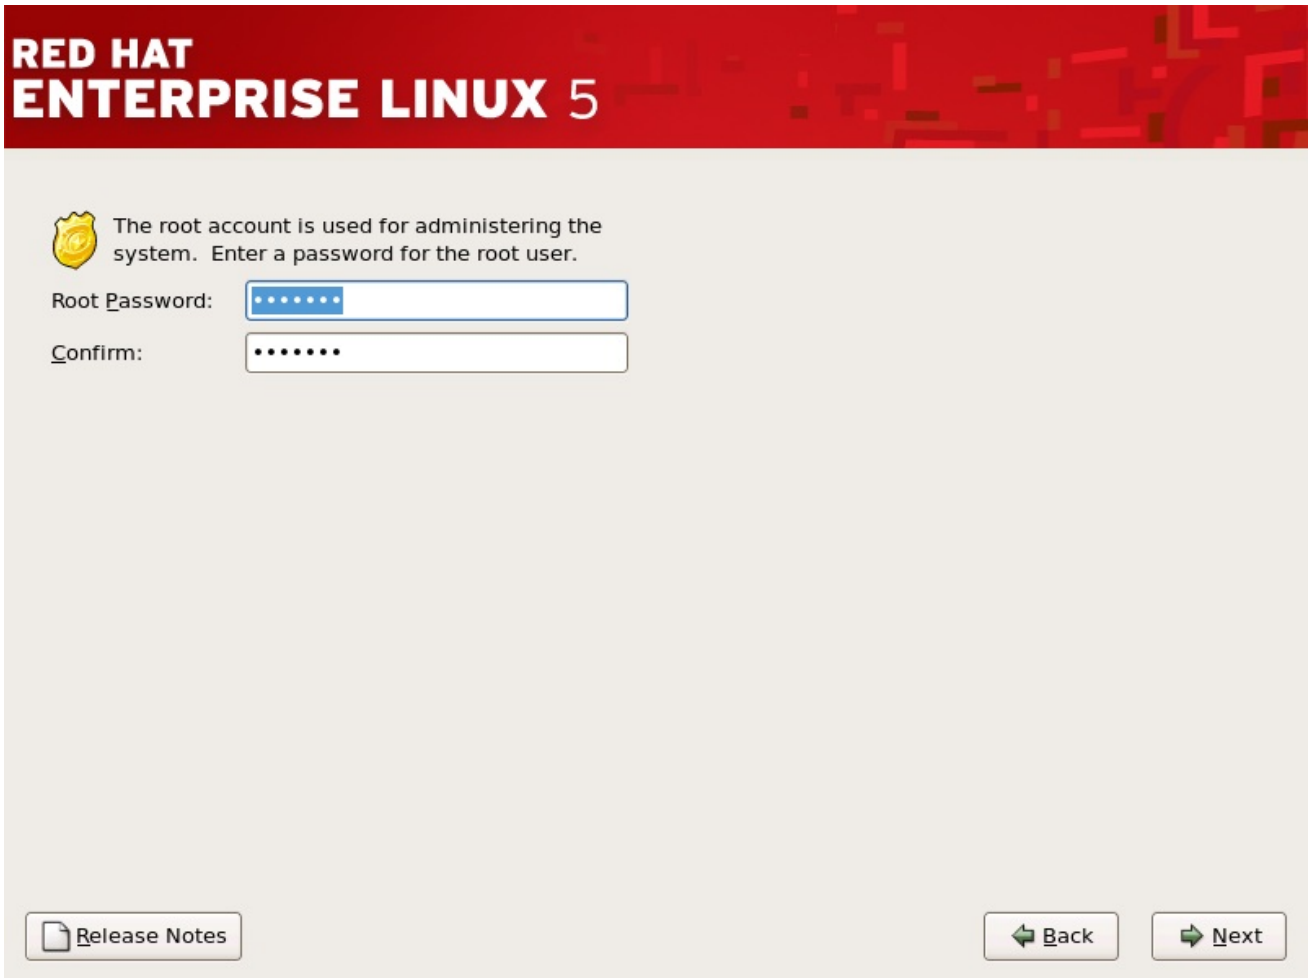 RED HAT
ENTERPRISE LINUX 5
The root account is used for administering the
system.  Enter a password for the root user.
Root Password: •••••••
Confirm: •••••••
Release Notes
Back
Next